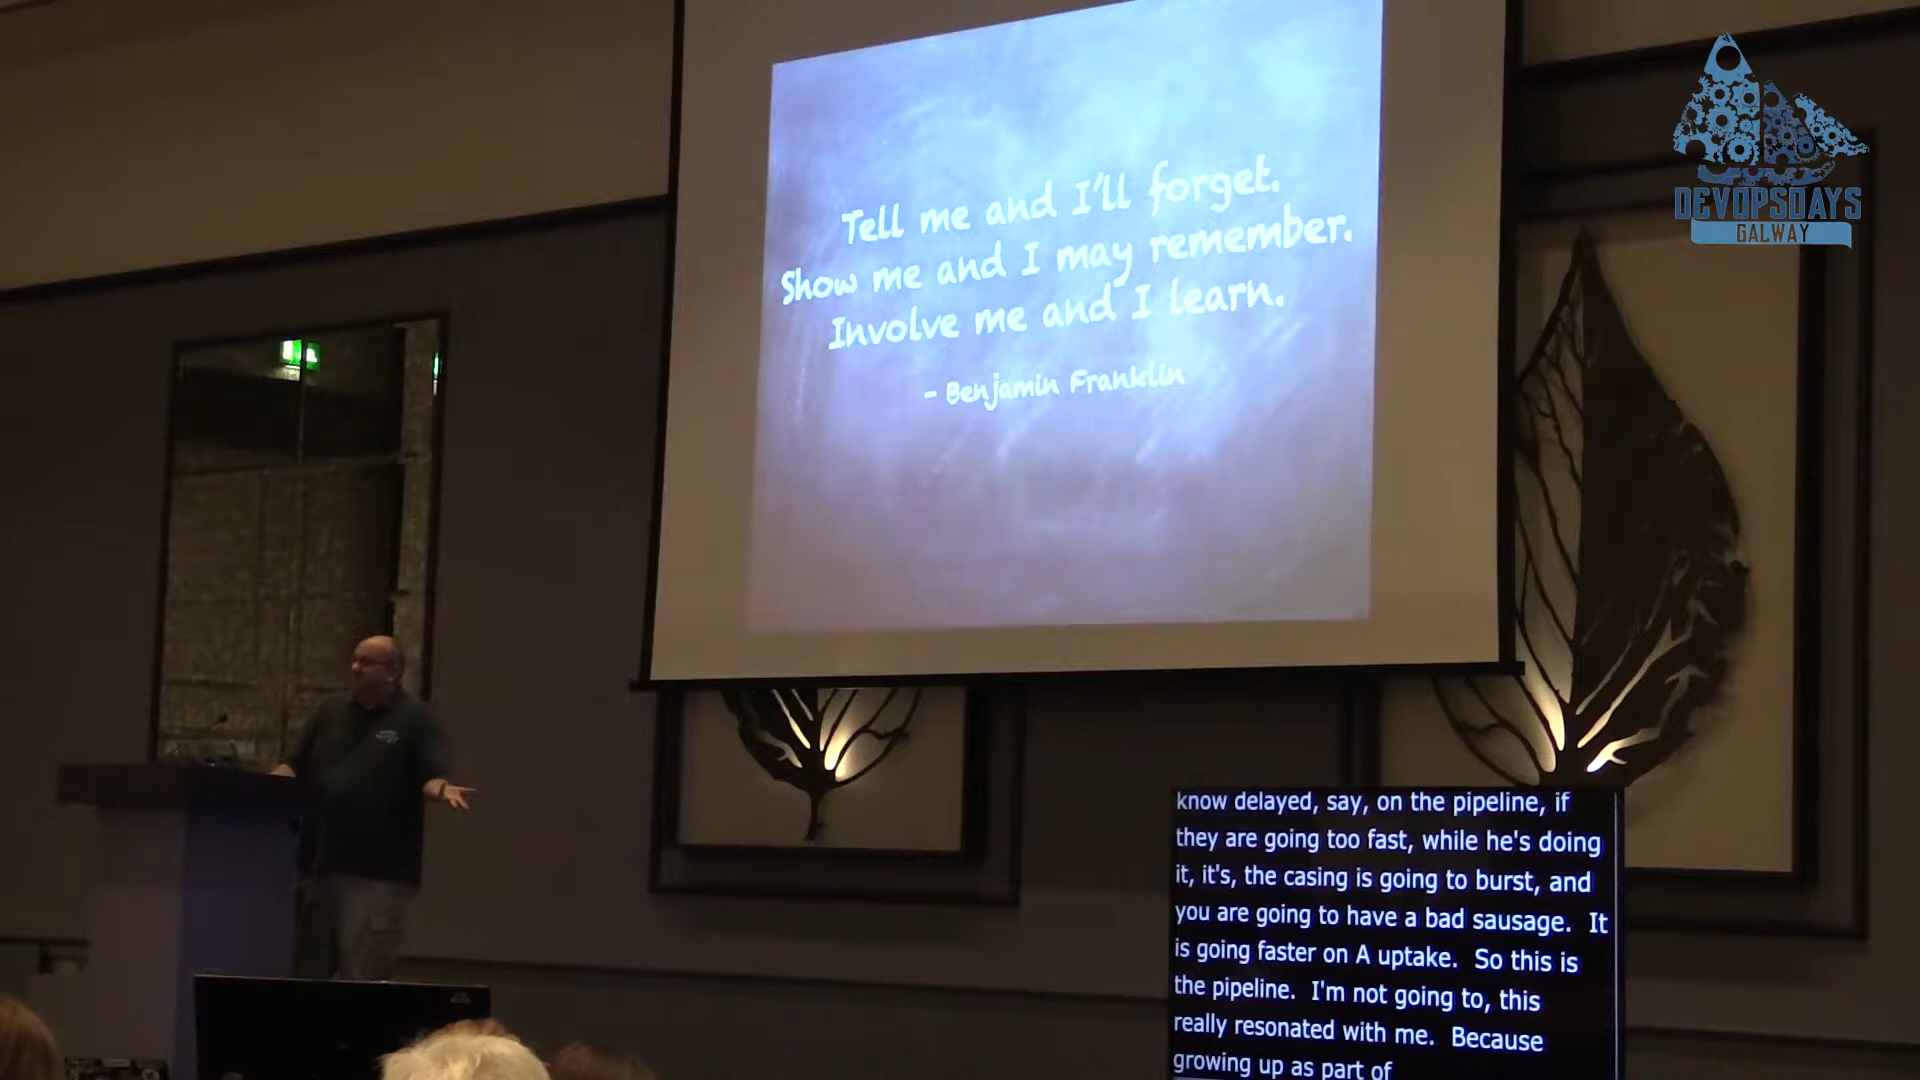 Tell me and I'll forget.
Show me and I may remember.
Involve me and I learn.
- Benjamin Franklin
DEVOPSDAYS
GALWAY
know delayed, say, on the pipeline, if
they are going too fast, while he's doing
it, it's, the casing is going to burst, and
you are going to have a bad sausage. It
is going faster on A uptake. So this is
the pipeline. I'm not going to, this
really resonated with me. Because
growing up as part of